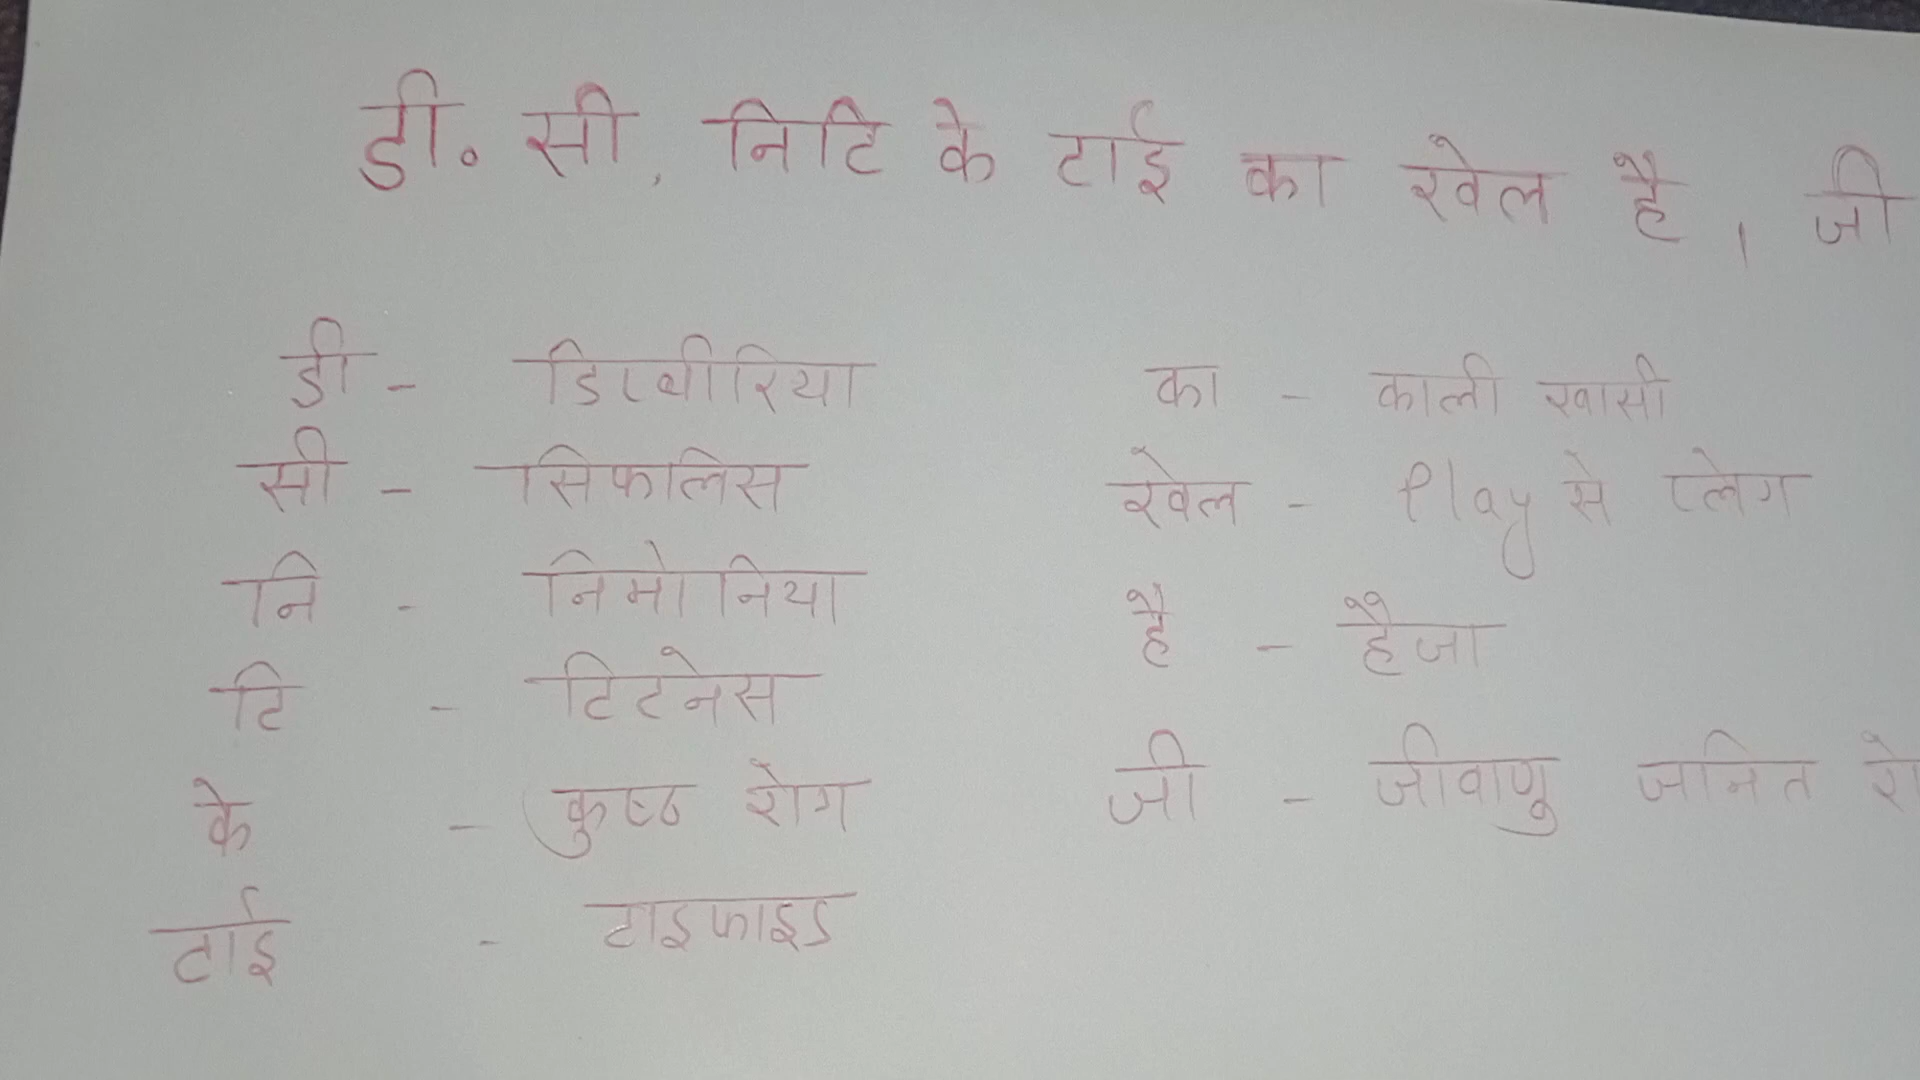 डी. सी, निटि के टाई का खेल है, जी
डी - डिप्थीरिया
सी - सिफलिस
नि - निमोनिया
टि - टिटनेस
के - कुष्ठ रोग
टाई - टाइफाइड
का - काली खासी
खेल - Play से प्लेग
है - हैजा
जी - जीवाणु जनित रो